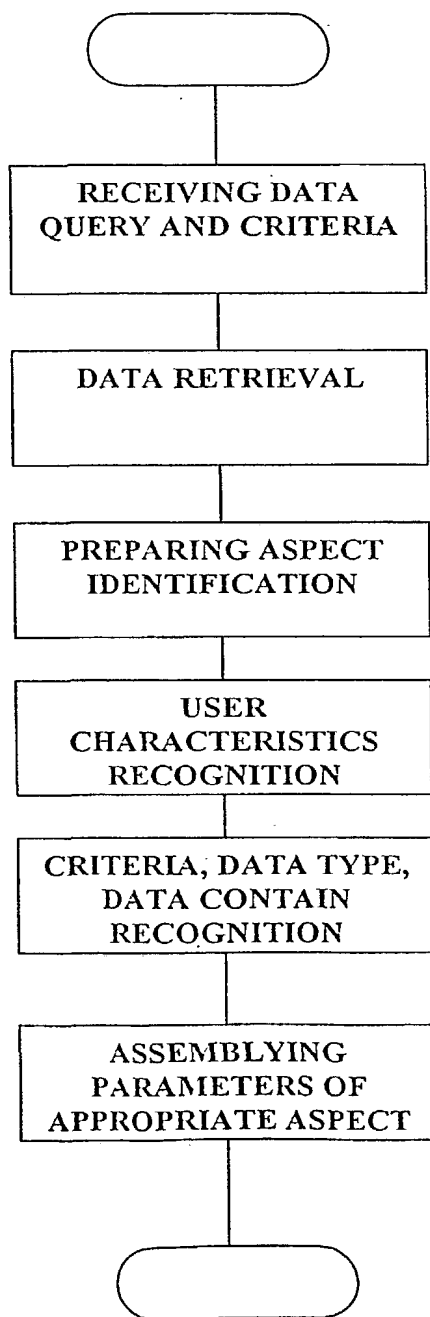 RECEIVING DATA
QUERY AND CRITERIA
DATA RETRIEVAL
PREPARING ASPECT
IDENTIFICATION
USER
CHARACTERISTICS
RECOGNITION
CRITERIA, DATA TYPE,
DATA CONTAIN
RECOGNITION
ASSEMBLYING
PARAMETERS OF
APPROPRIATE ASPECT